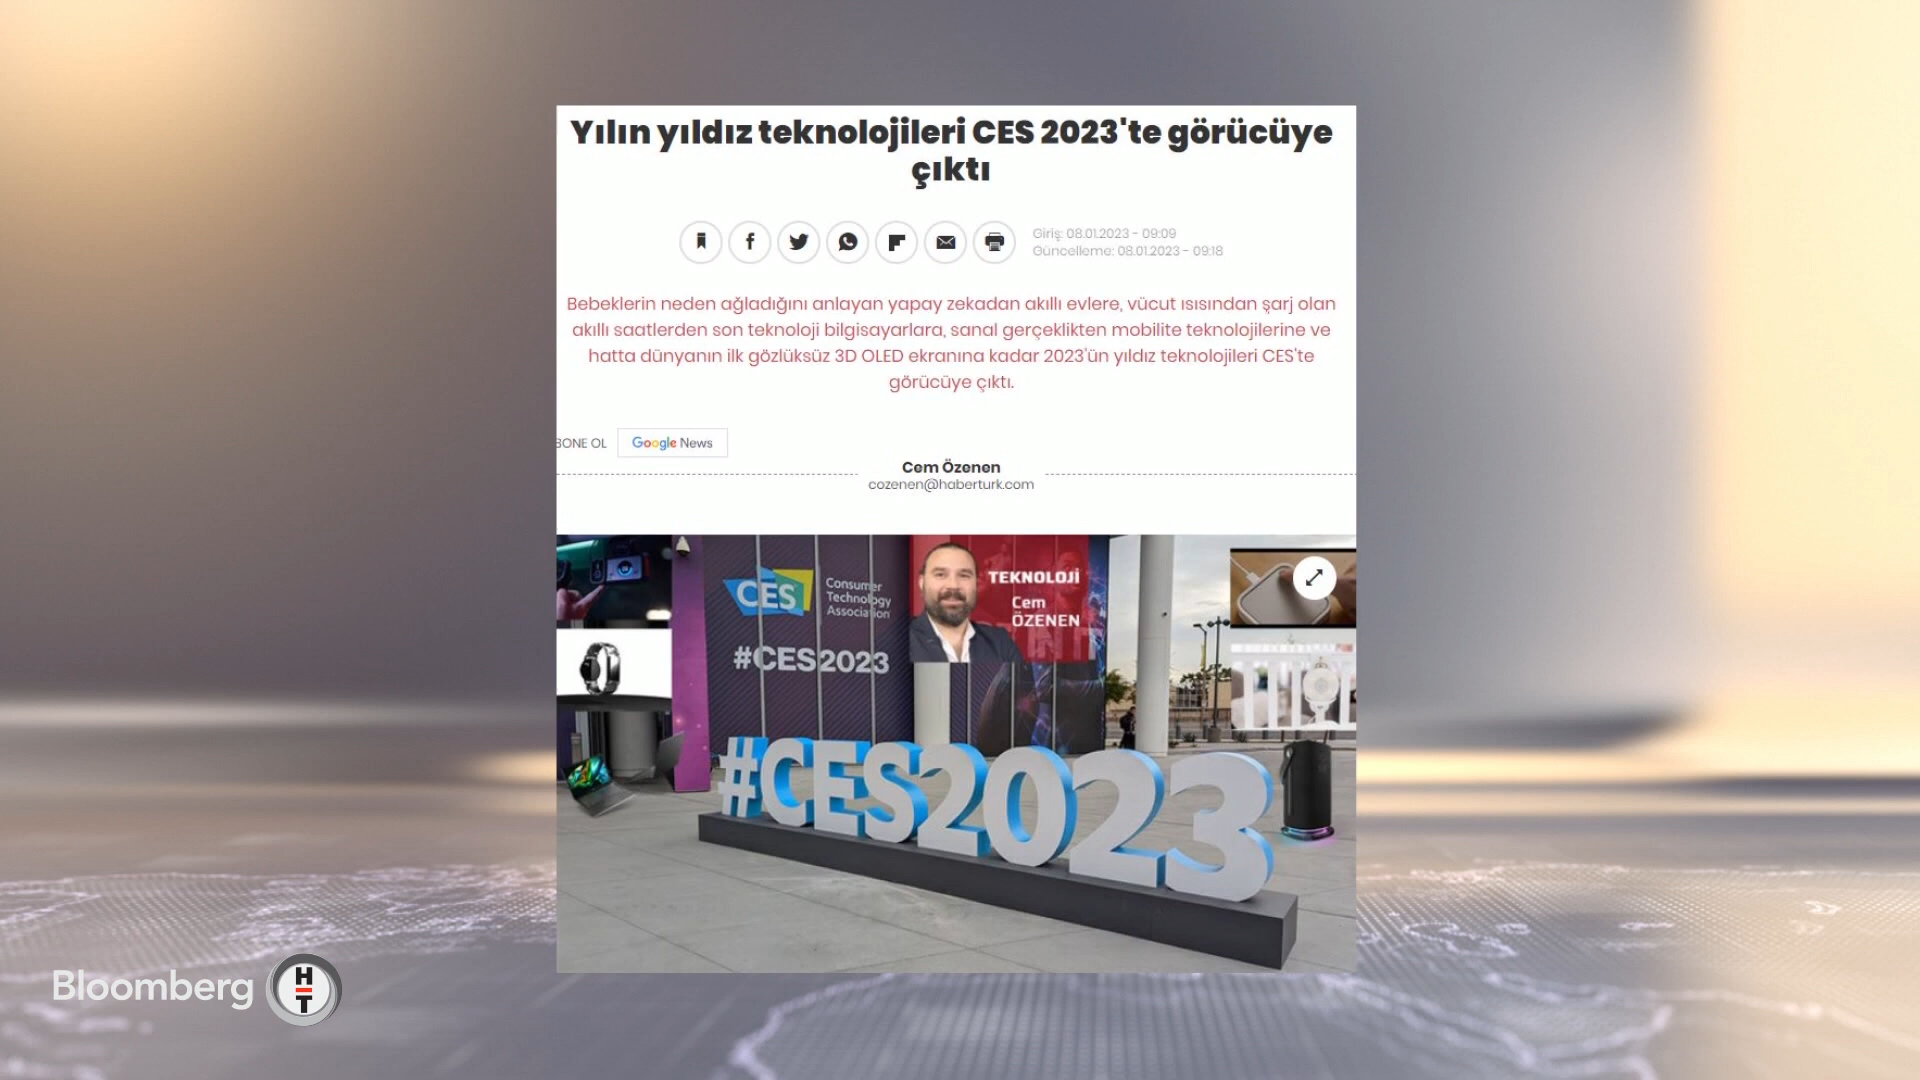 Yılın yıldız teknolojileri CES 2023'te görücüye
çıktı
Giriş: 08.01.2023 - 09:09
Güncelleme: 08.01.2023 - 09:18
Bebeklerin neden ağladığını anlayan yapay zekadan akıllı evlere, vücut ısısından şarj olan
akıllı saatlerden son teknoloji bilgisayarlara, sanal gerçeklikten mobilite teknolojilerine ve
hatta dünyanın ilk gözlüksüz 3D OLED ekranına kadar 2023'ün yıldız teknolojileri CES'te
görücüye çıktı.
BONE OL
Google News
Cem Özenen
cozenen@haberturk.com
CES
Consumer
Technology
Association
#CES2023
TEKNOLOJİ
Cem
ÖZENEN
#CES2023
Bloomberg HT